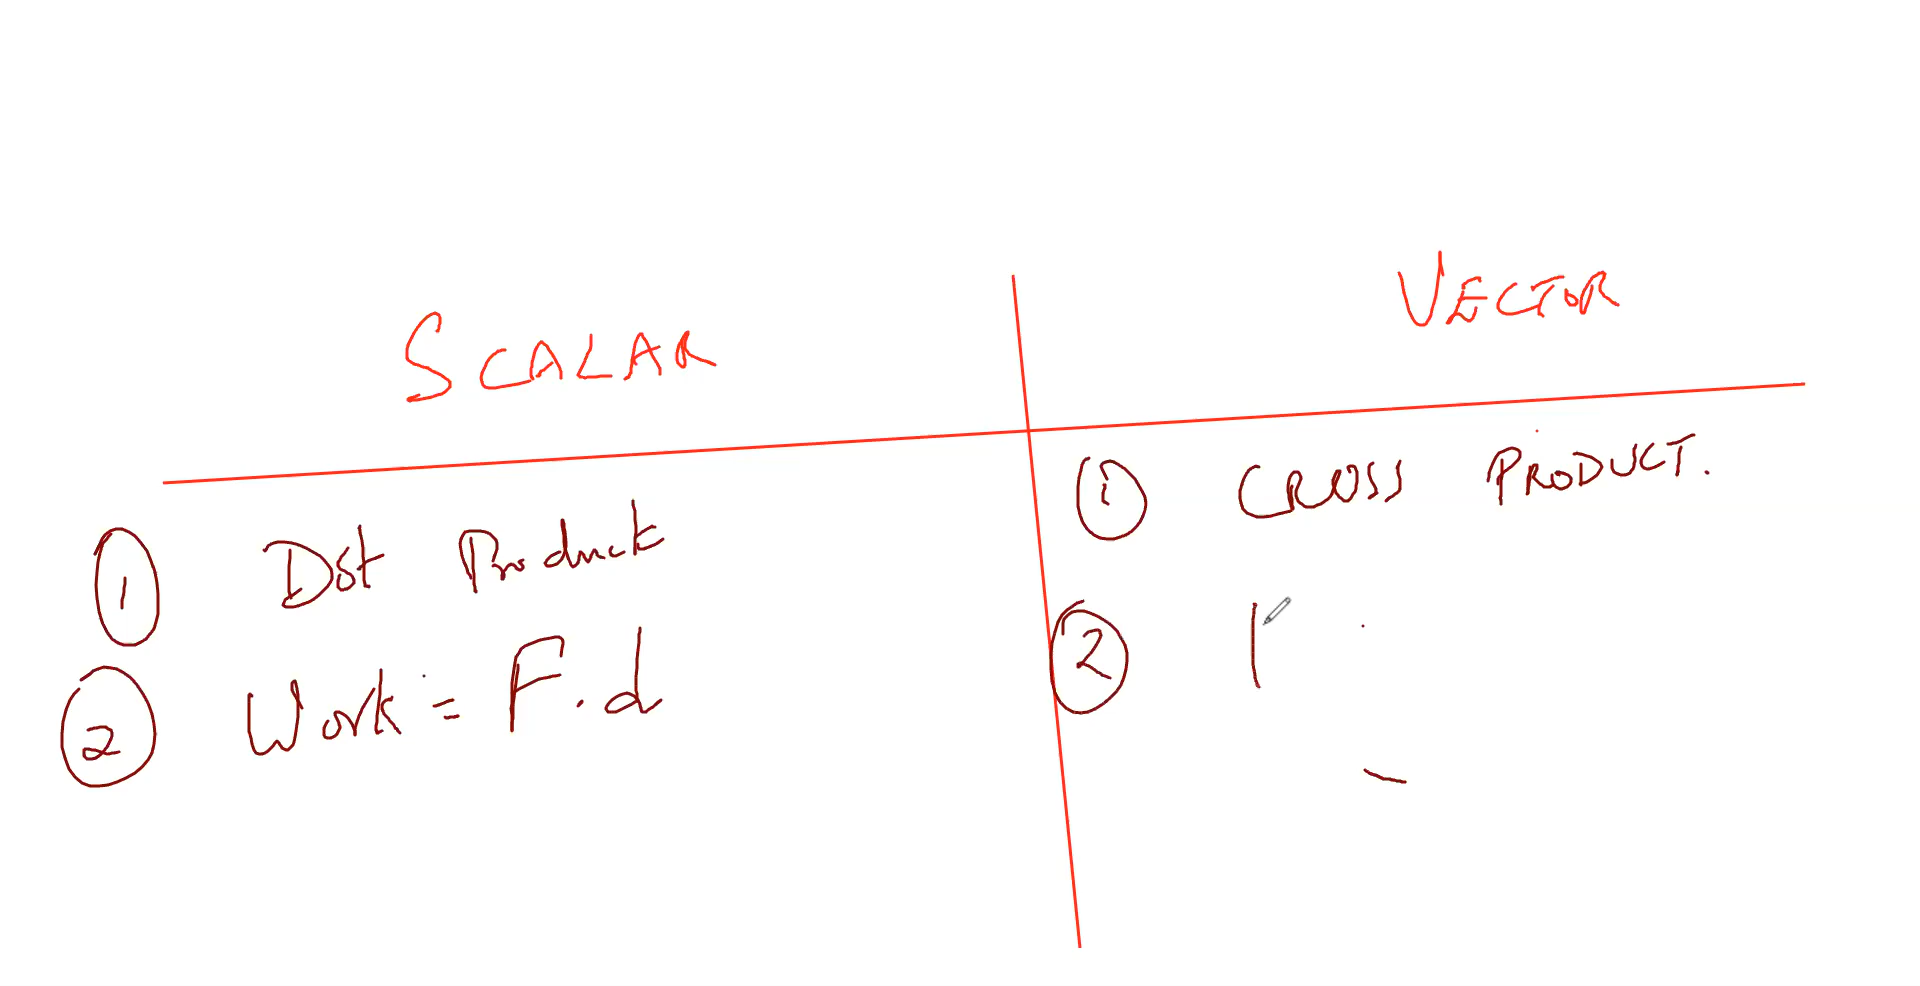 SCALAR
VECTOR
① Dot Product
② Work = F.d
① CROSS PRODUCT.
②